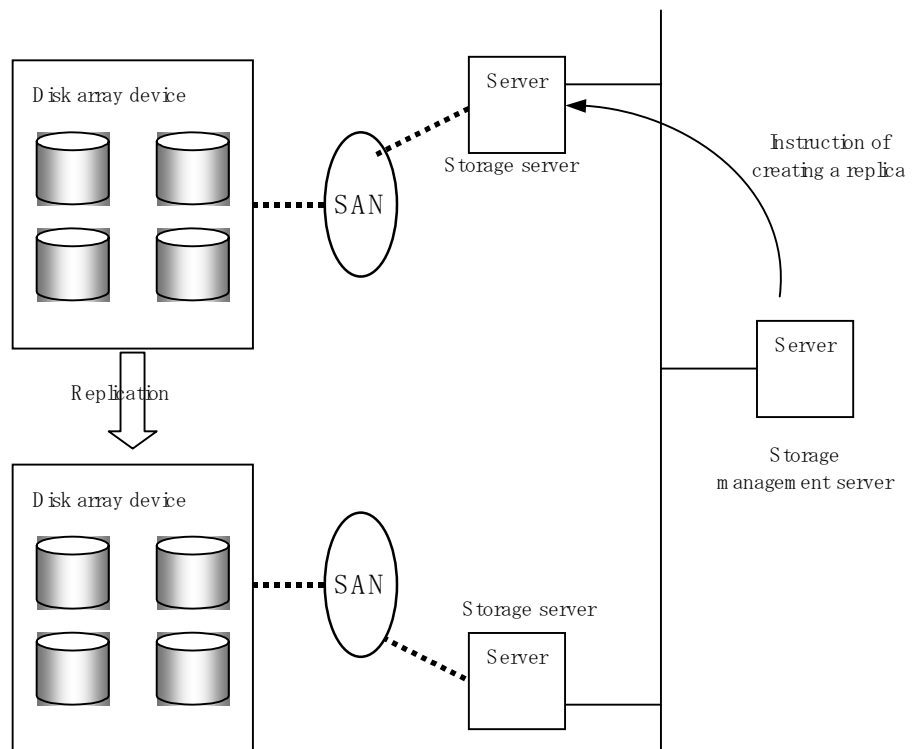 Server
Disk array device
Instruction of
creating a replica
Storage server
SAN
Server
Replication
Storage
management server
Disk array device
SAN
Storage server
Server